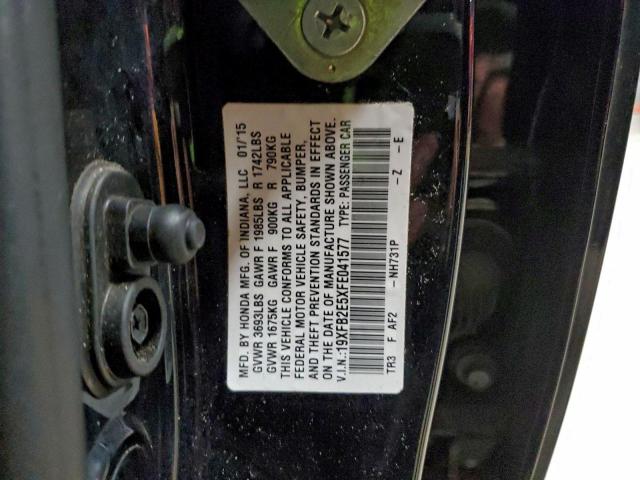 MFD. BY HONDA MFG. OF INDIANA, LLC 01/'15
GVWR 3693LBS GAWR F 1985LBS R 1742LBS
GVWR 1675KG GAWR F 900KG R 790KG
THIS VEHICLE CONFORMS TO ALL APPLICABLE
FEDERAL MOTOR VEHICLE SAFETY, BUMPER,
AND THEFT PREVENTION STANDARDS IN EFFECT
ON THE DATE OF MANUFACTURE SHOWN ABOVE.
V.I.N.:19XFB2E5XFE041577 TYPE: PASSENGER CAR
TR3 F AF2 -NH731P -Z -E